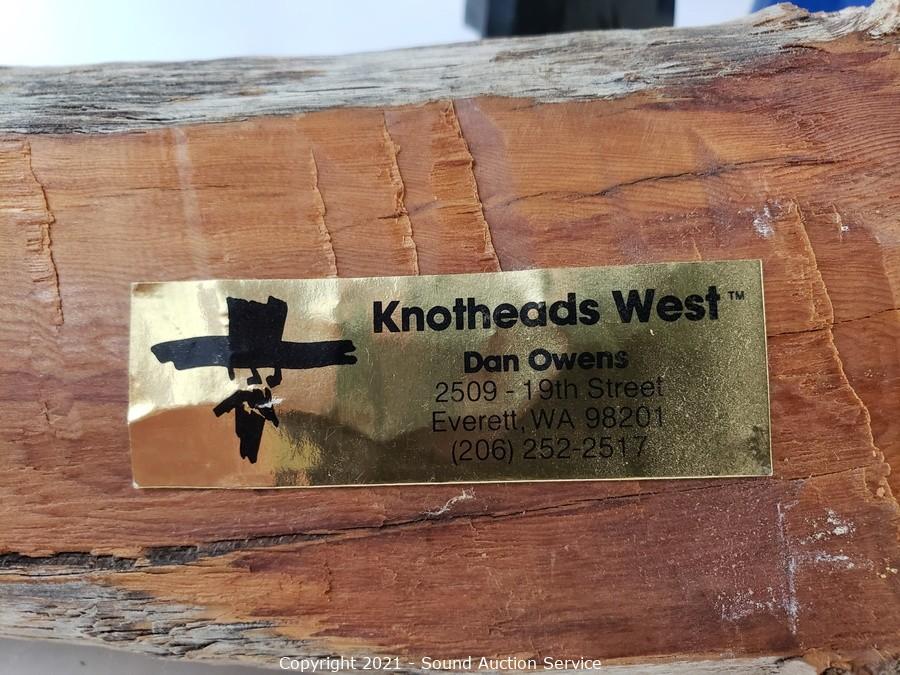 Knotheads West™
Dan Owens
2509 - 19th Street
Everett, WA 98201
(206) 252-2517
Copyright 2021 - Sound Auction Service